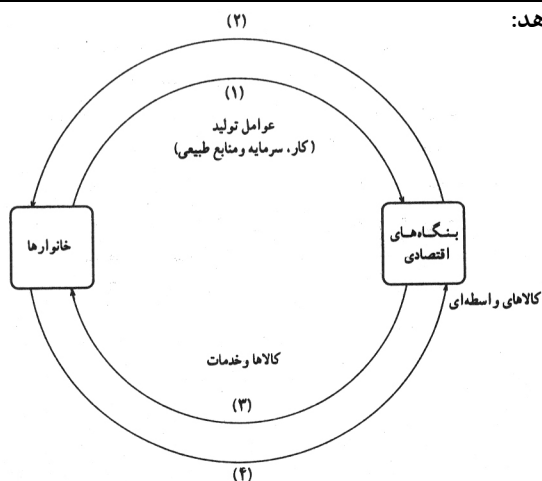 هد:
(۲)
(۱)
عوامل تولید
(کار، سرمایه ومنابع طبیعی)
بنگاه‌های
اقتصادی
خانوارها
کالاهای واسطه‌ای
کالاها وخدمات
(۳)
(۴)